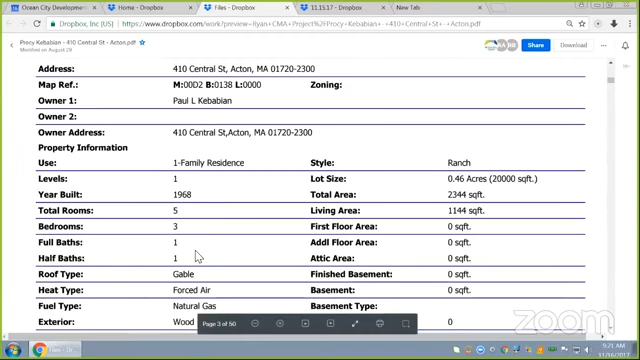 Ocean City Developmen
Home - Dropbox
Files - Dropbox
11.15.17 - Dropbox
New Tab
Dropbox, Inc [US]
https://www.dropbox.com/work?preview=Ryan+CMA+Project
Procy Kebabian - 410 Central St - Acton.pdf
Modified August 29
AA
BB
Share
Download
Address: 410 Central St, Acton, MA 01720-2300
Map Ref.: M:00D2 B:0138 L:0000 Zoning:
Owner 1: Paul L Kebabian
Owner 2:
Owner Address: 410 Central St,Acton, MA 01720-2300
Property Information
Use: 1-Family Residence Style: Ranch
Levels: 1 Lot Size: 0.46 Acres (20000 sqft.)
Year Built: 1968 Total Area: 2344 sqft.
Total Rooms: 5 Living Area: 1144 sqft.
Bedrooms: 3 First Floor Area: 0 sqft.
Full Baths: 1 Addl Floor Area: 0 sqft.
Half Baths: 1 Attic Area: 0 sqft.
Roof Type: Gable Finished Basement: 0 sqft.
Heat Type: Forced Air Basement: 0 sqft.
Fuel Type: Natural Gas Basement Type:
Exterior: Wood 0
Page 3 of 50
zoom
Files - Dropbox
9:21 AM
11/16/2017